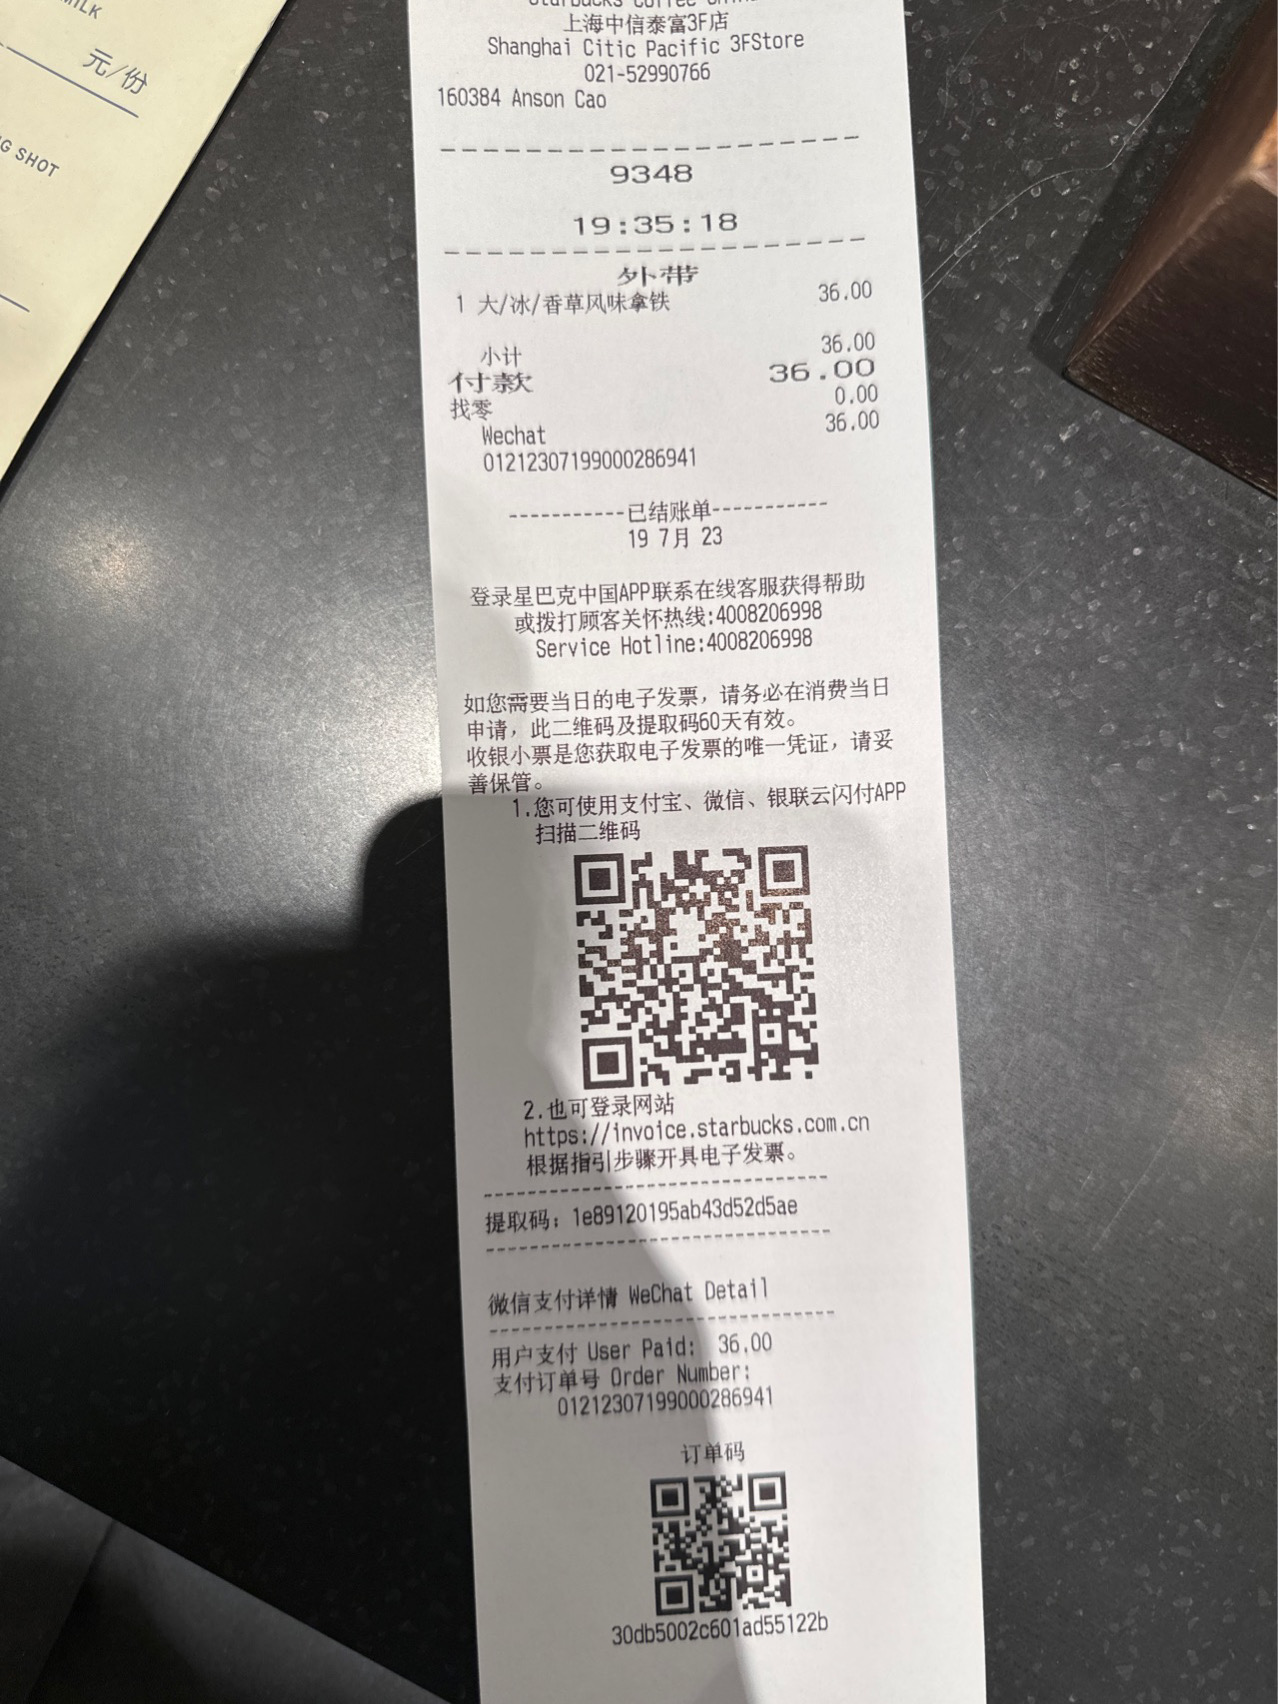 MILK
元/份
G SHOT
Starbucks Coffee
上海中信泰富3F店
Shanghai Citic Pacific 3FStore
021-52990766
160384 Anson Cao
9348
19:35:18
外带
1 大/冰/香草风味拿铁 36.00
小计 36.00
付款 36.00
找零 0.00
Wechat 36.00
01212307199000286941
-----------已结账单-----------
19 7月 23
登录星巴克中国APP联系在线客服获得帮助
或拨打顾客关怀热线:4008206998
Service Hotline:4008206998
如您需要当日的电子发票，请务必在消费当日
申请，此二维码及提取码60天有效。
收银小票是您获取电子发票的唯一凭证，请妥
善保管。
1.您可使用支付宝、微信、银联云闪付APP
扫描二维码
2.也可登录网站
https://invoice.starbucks.com.cn
根据指引步骤开具电子发票。
提取码：1e89120195ab43d52d5ae
微信支付详情 WeChat Detail
用户支付 User Paid: 36.00
支付订单号 Order Number:
01212307199000286941
订单码
30db5002c601ad55122b